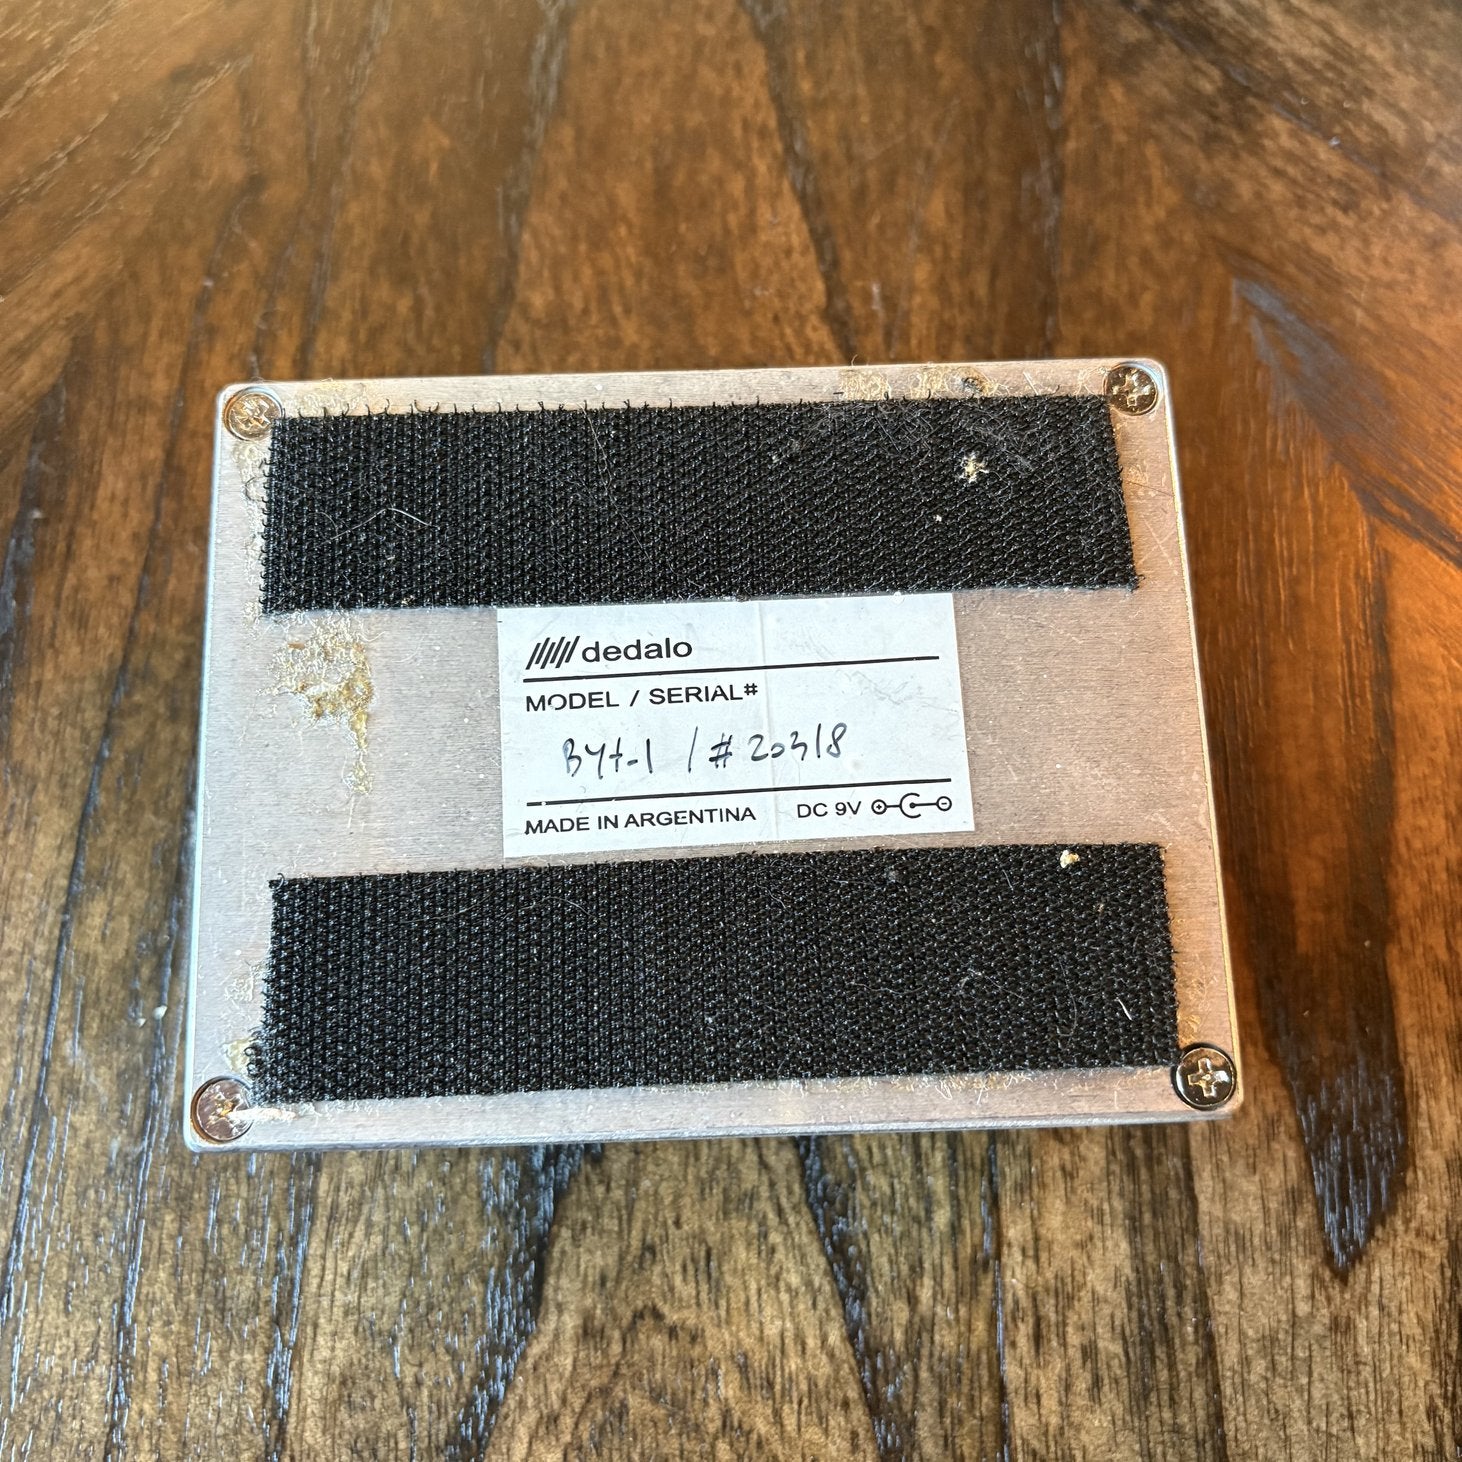 dedalo
MODEL / SERIAL#
BYt-1 / # 20318
MADE IN ARGENTINA DC 9V